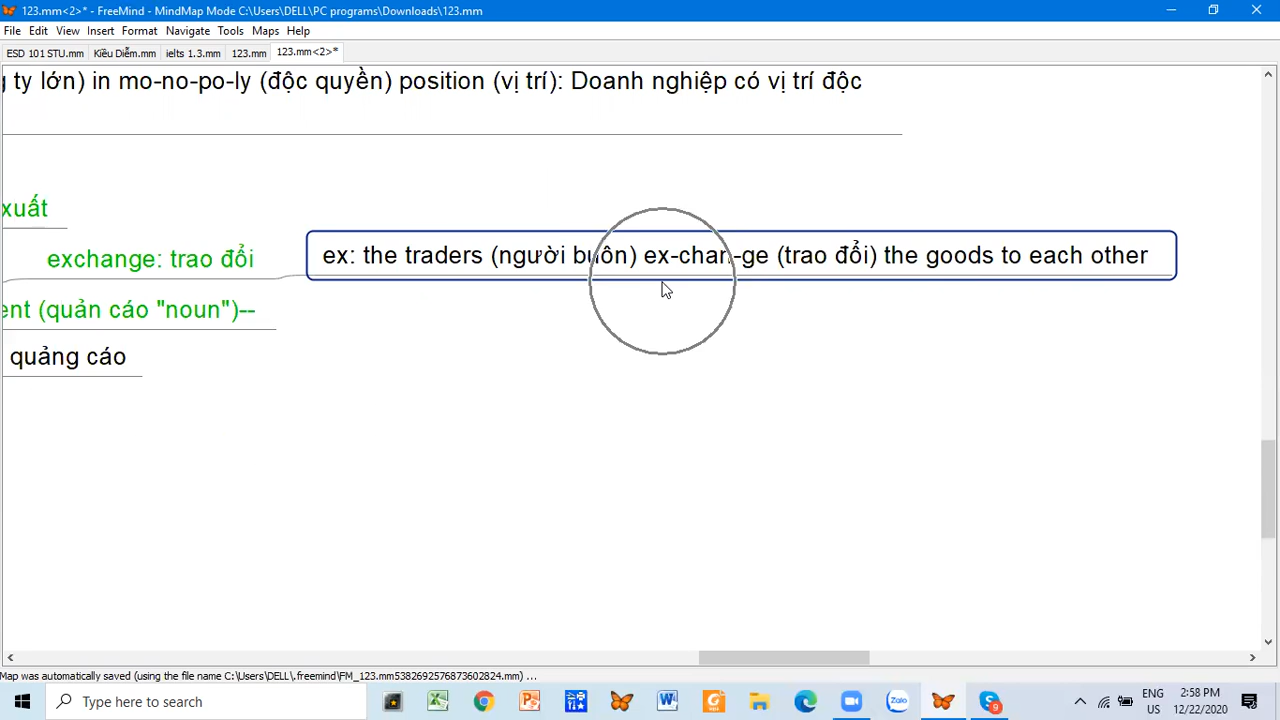 123.mm<2>* - FreeMind - MindMap Mode C:\Users\DELL\PC programs\Downloads\123.mm
File Edit View Insert Format Navigate Tools Maps Help
ESD 101 STU.mm Kiều Diễm.mm ielts 1.3.mm 123.mm 123.mm<2>*
ty lớn) in mo-no-po-ly (độc quyền) position (vị trí): Doanh nghiệp có vị trí độc
xuất
exchange: trao đổi
ex: the traders (người buôn) ex-chan-ge (trao đổi) the goods to each other
ent (quản cáo "noun")--
quảng cáo
Map was automatically saved (using the file name C:\Users\DELL\.freemind\FM_123.mm5382692576873602824.mm) ...
Type here to search
ENG
US
2:58 PM
12/22/2020
Zalo
9